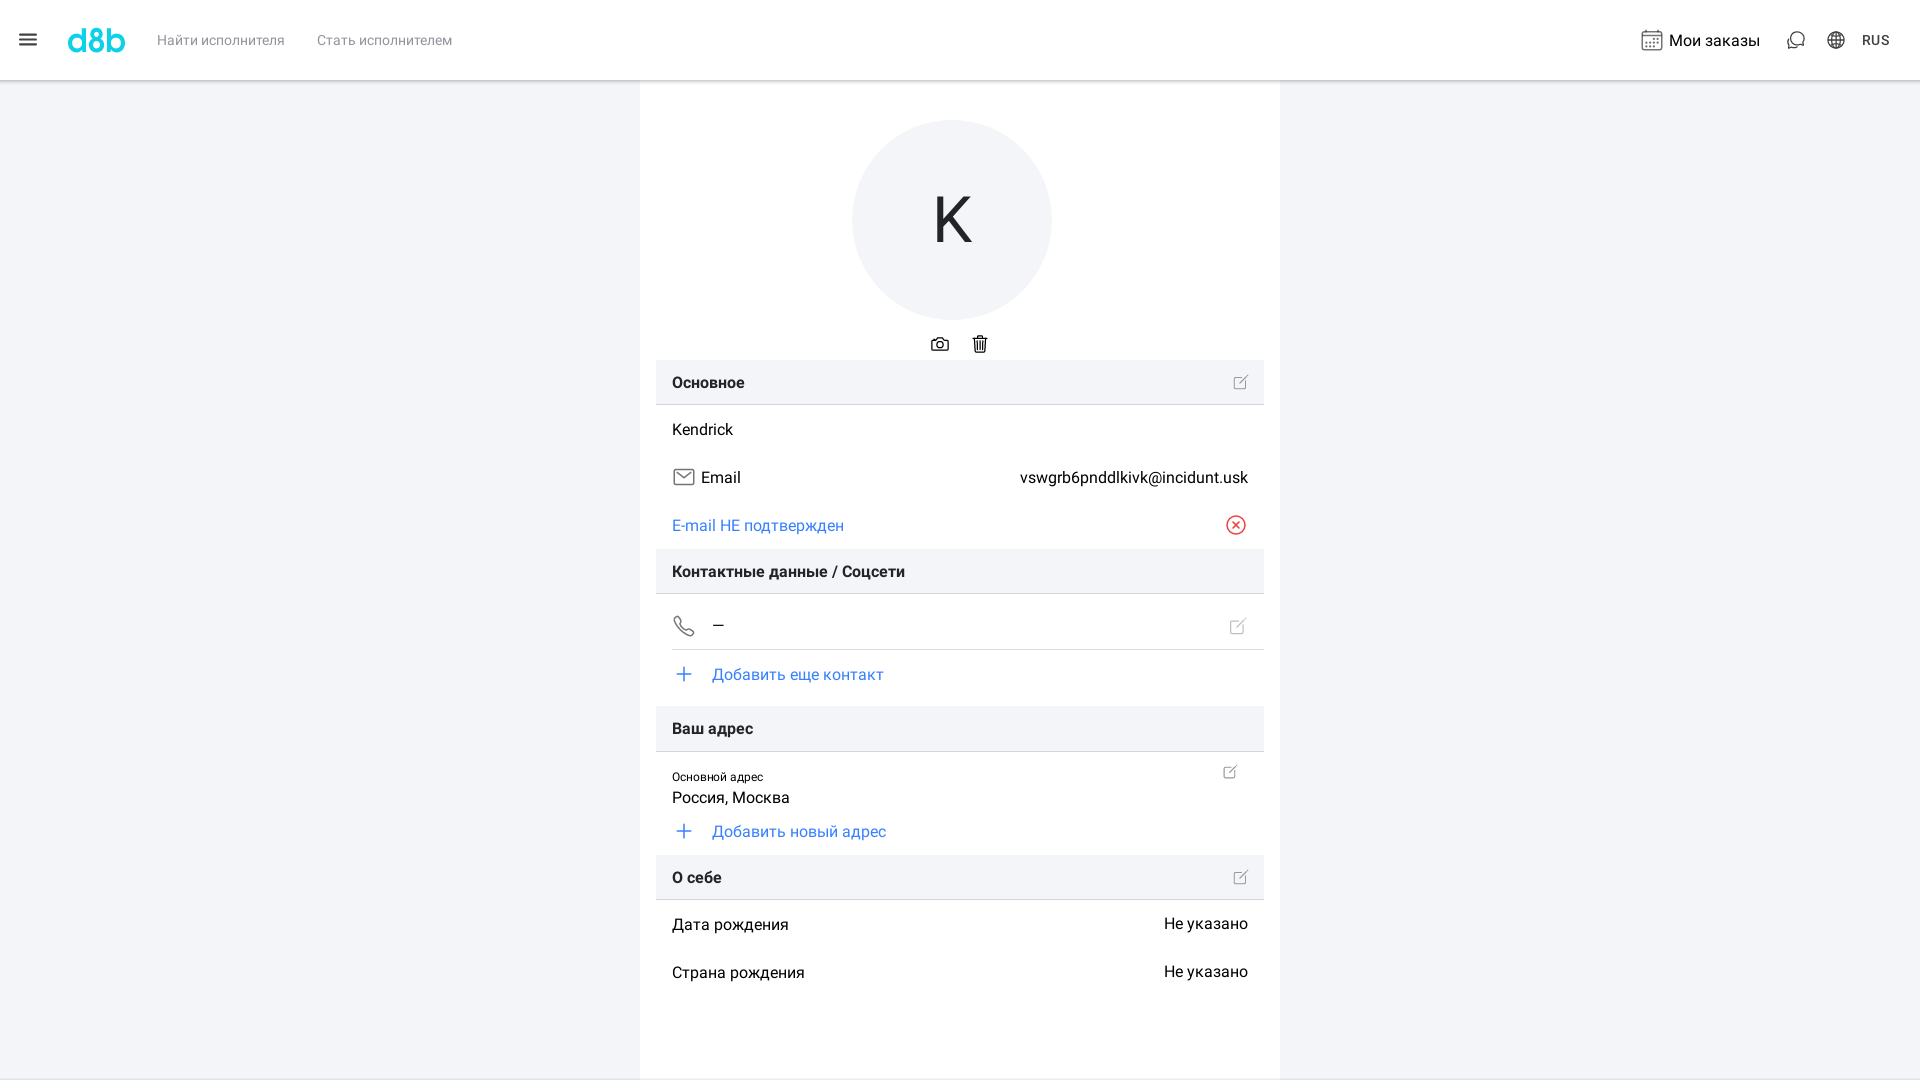 d8b
Найти исполнителя
Стать исполнителем
Мои заказы
RUS
K
Основное
Kendrick
Email
vswgrb6pnddlkivk@incidunt.usk
E-mail НЕ подтвержден
Контактные данные / Соцсети
—
Добавить еще контакт
Ваш адрес
Основной адрес
Россия, Москва
Добавить новый адрес
О себе
Дата рождения
Не указано
Страна рождения
Не указано